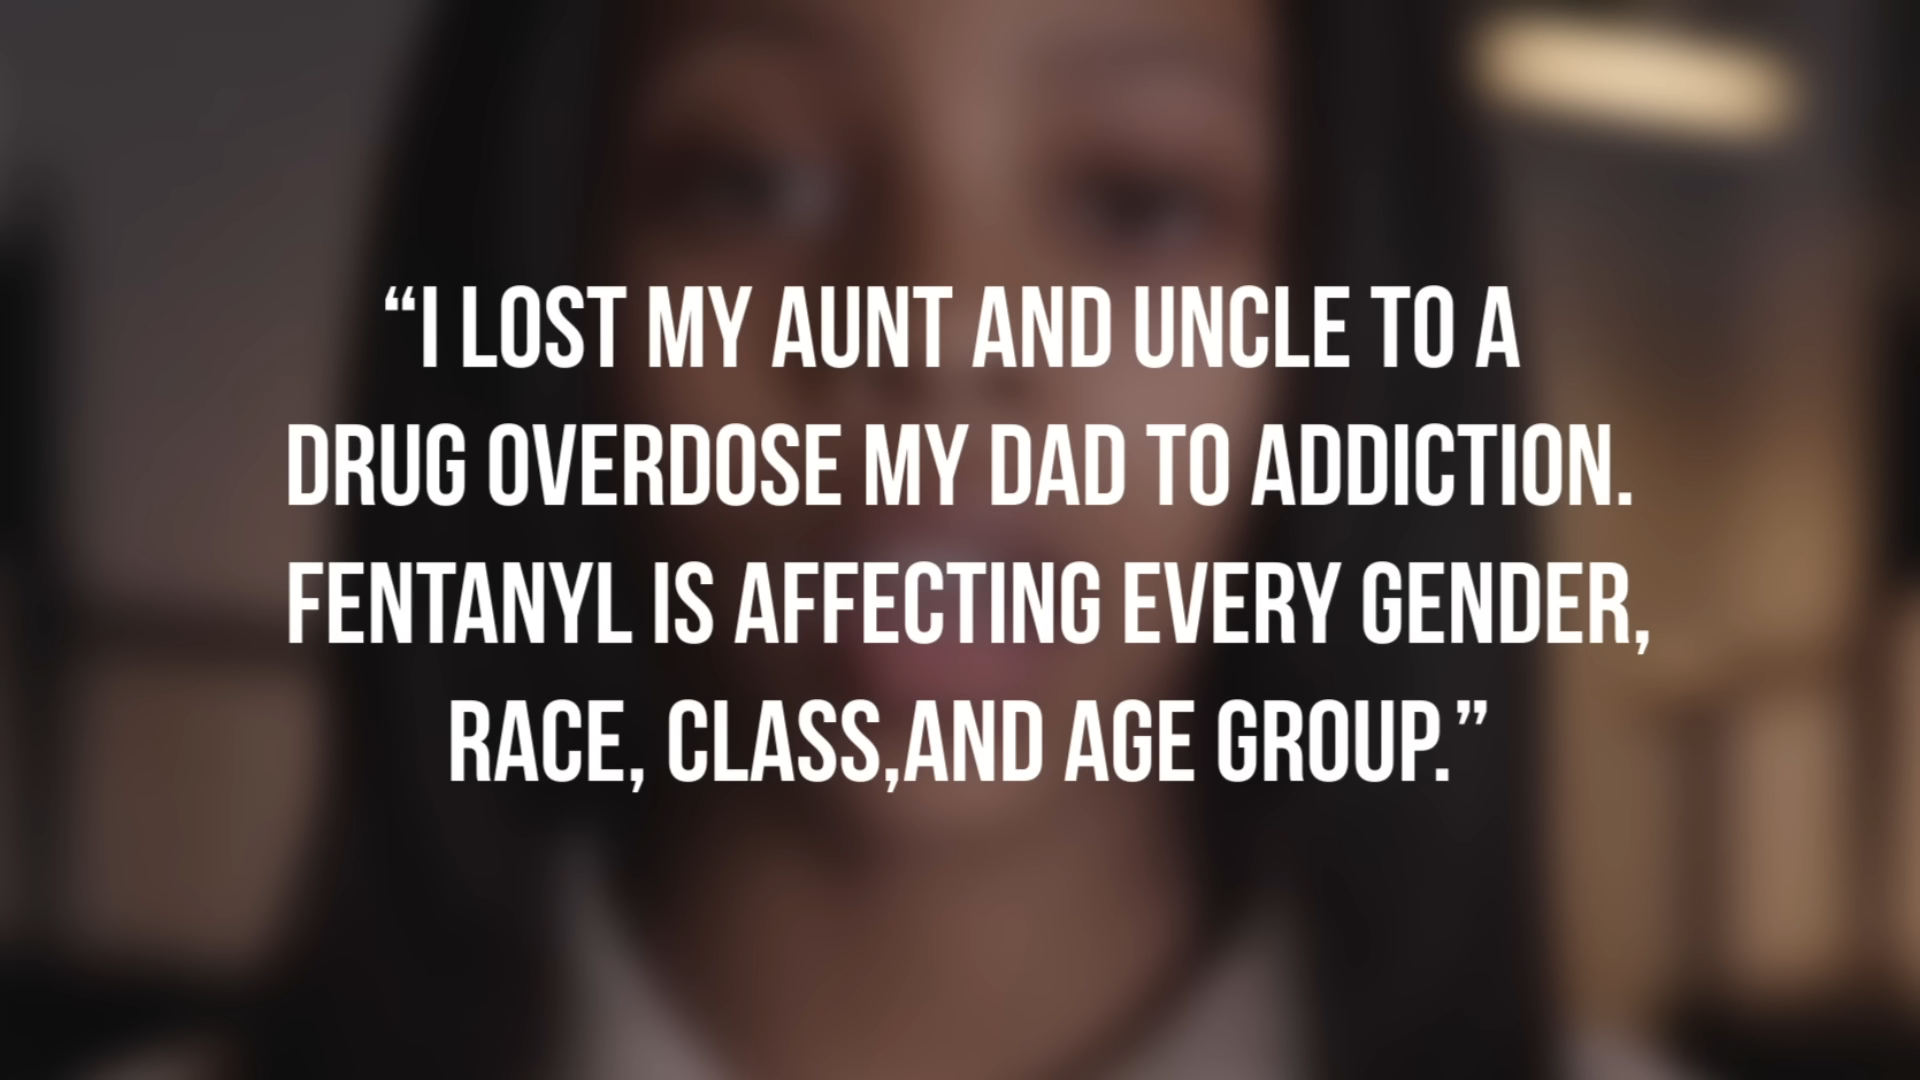 “I LOST MY AUNT AND UNCLE TO A
DRUG OVERDOSE MY DAD TO ADDICTION.
FENTANYL IS AFFECTING EVERY GENDER,
RACE, CLASS,AND AGE GROUP.”